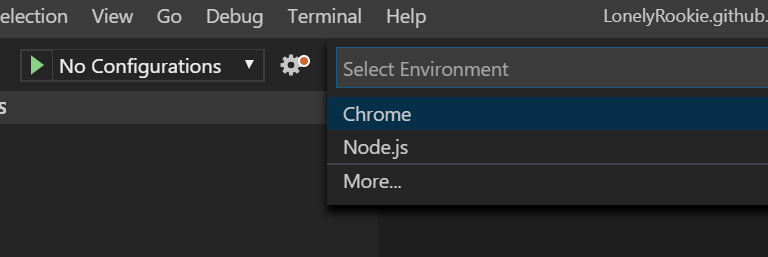 election View Go Debug Terminal Help LonelyRookie.github.
No Configurations
Select Environment
s
Chrome
Node.js
More...